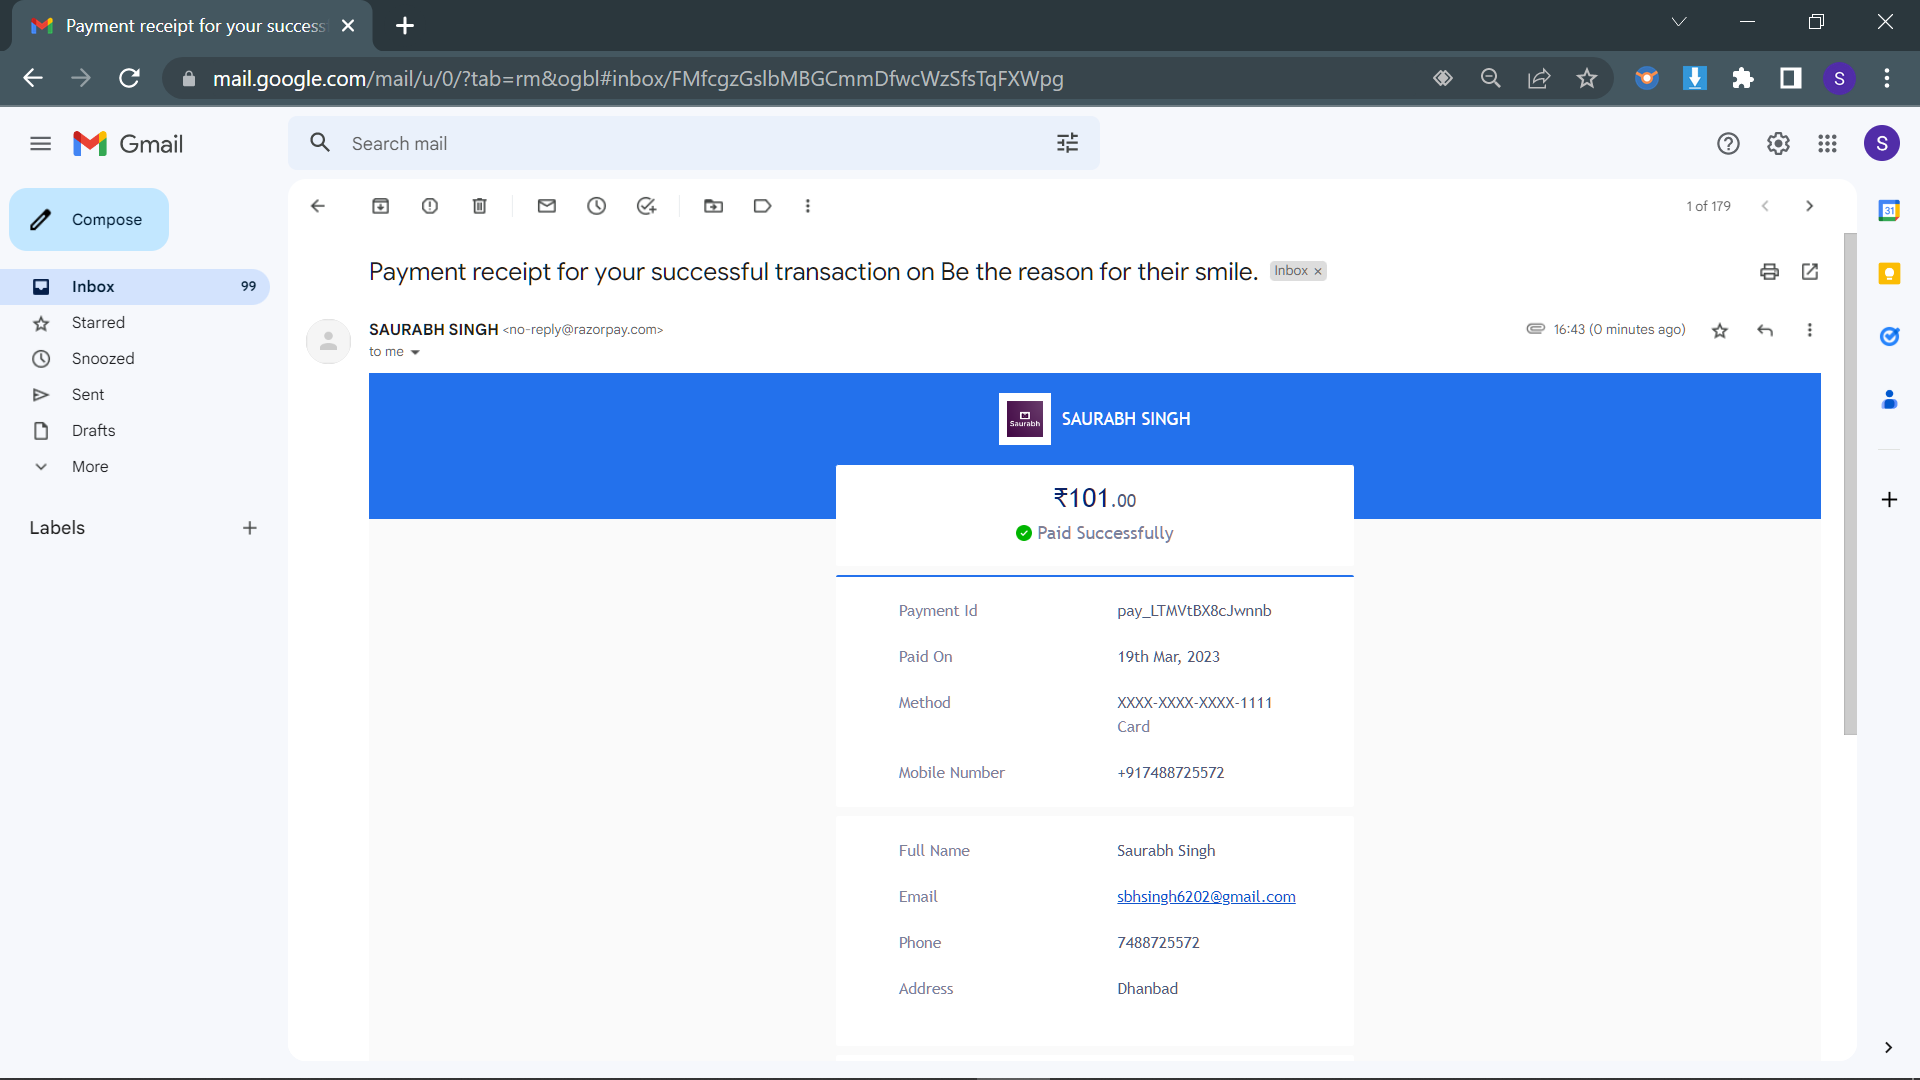 Payment receipt for your success
mail.google.com/mail/u/0/?tab=rm&ogbl#inbox/FMfcgzGslbMBGCmmDfwcWzSfsTqFXWpg
S
Gmail
Search mail
S
Compose
1 of 179
31
Inbox 99
Starred
Snoozed
Sent
Drafts
More
Labels
Payment receipt for your successful transaction on Be the reason for their smile. Inbox x
SAURABH SINGH <no-reply@razorpay.com>
16:43 (0 minutes ago)
to me
Saurabh
SAURABH SINGH
₹101.00
Paid Successfully
Payment Id pay_LTMVtBX8cJwnnb
Paid On 19th Mar, 2023
Method XXXX-XXXX-XXXX-1111
Card
Mobile Number +917488725572
Full Name Saurabh Singh
Email sbhsingh6202@gmail.com
Phone 7488725572
Address Dhanbad